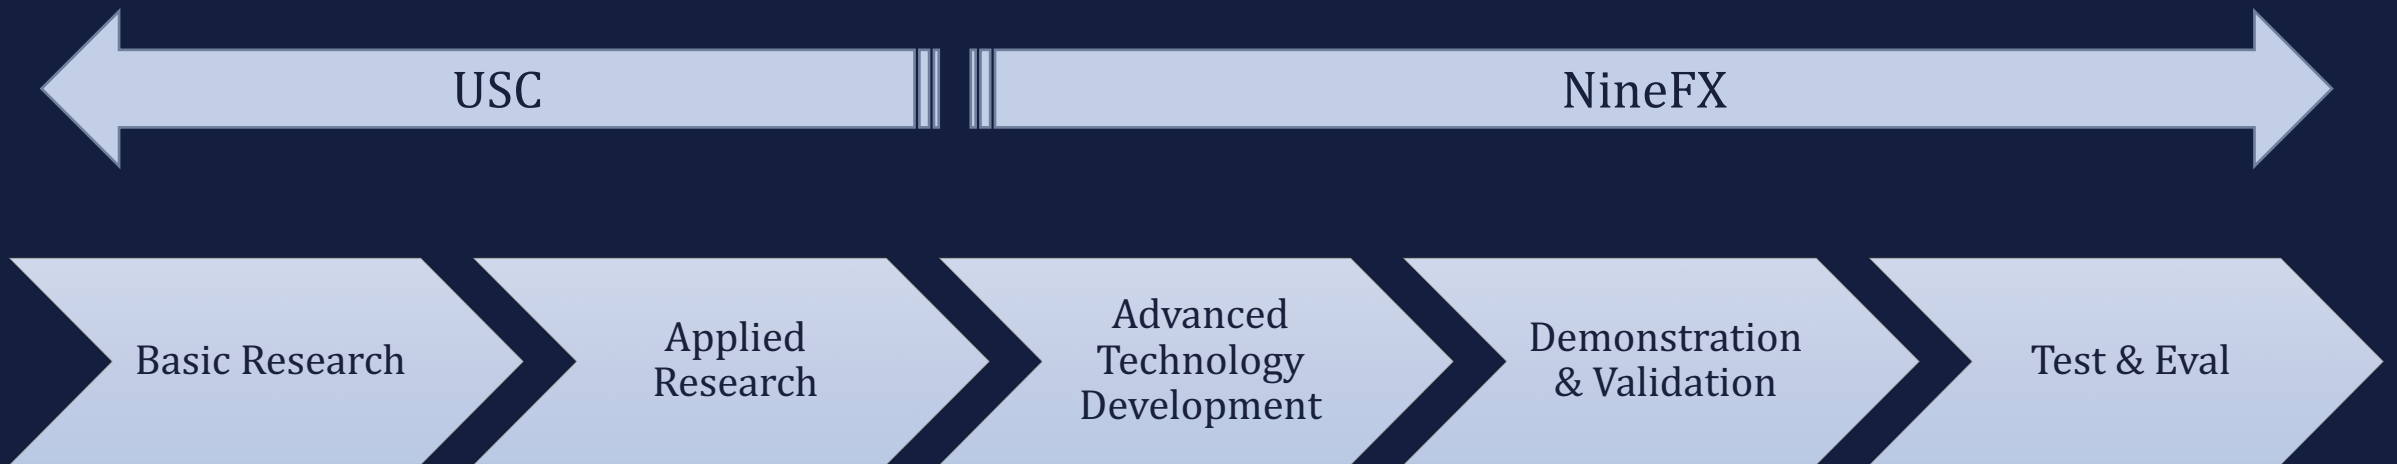 USC
NineFX
Basic Research
Applied
Research
Advanced
Technology
Development
Demonstration
& Validation
Test & Eval